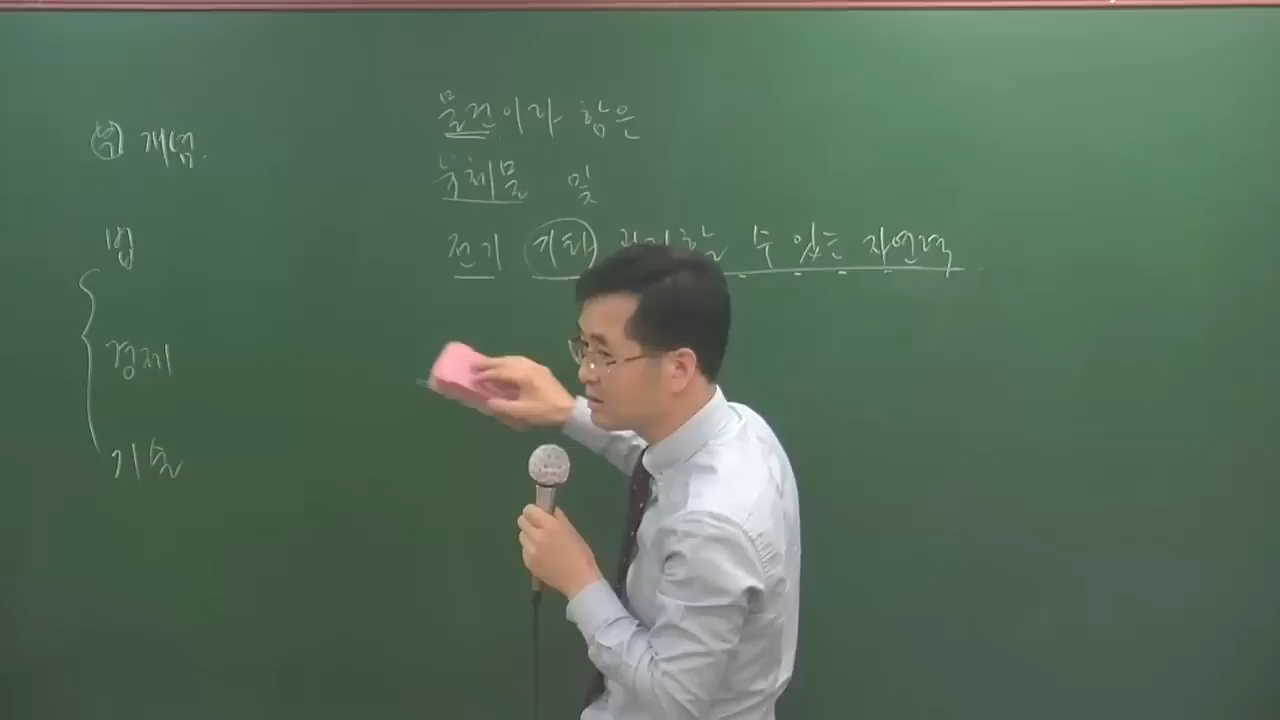 복 개념.
법
경제
기술
물건이라 함은
유체물 및
전기 기타 관리할 수 있는 자연력